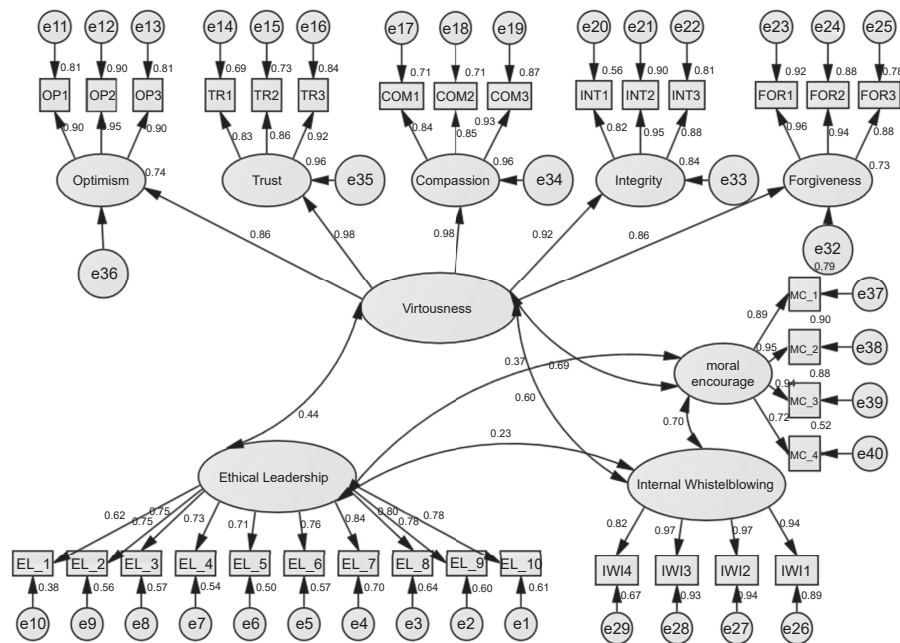 e11 e12 e13 e14 e15 e16 e17 e18 e19 e20 e21 e22 e23 e24 e25
0.81 0.90 0.81 0.69 0.73 0.84 0.71 0.71 0.87 0.56 0.90 0.81 0.92 0.88 0.78
OP1 OP2 OP3 TR1 TR2 TR3 COM1 COM2 COM3 INT1 INT2 INT3 FOR1 FOR2 FOR3
0.90 0.95 0.90 0.83 0.86 0.92 0.84 0.85 0.93 0.82 0.95 0.88 0.96 0.94 0.88
0.74 0.96 0.96 0.84 0.73
Optimism Trust e35 Compassion e34 Integrity e33 Forgiveness
0.86 0.98 0.98 0.92 0.86
e36 e32
0.79
Virtousness
MC_1 e37
0.89 0.90
0.95 MC_2 e38
0.37 0.69
moral
encourage
0.88
0.94 MC_3 e39
0.60
0.44 0.72 0.52
0.70
0.23 MC_4 e40
Ethical Leadership Internal Whistelblowing
0.62 0.75 0.75 0.73 0.71 0.76 0.84 0.80 0.78 0.78
0.82 0.97 0.97 0.94
EL_1 EL_2 EL_3 EL_4 EL_5 EL_6 EL_7 EL_8 EL_9 EL_10 IWI4 IWI3 IWI2 IWI1
0.38 0.56 0.57 0.54 0.50 0.57 0.70 0.64 0.60 0.61 0.67 0.93 0.94 0.89
e10 e9 e8 e7 e6 e5 e4 e3 e2 e1 e29 e28 e27 e26